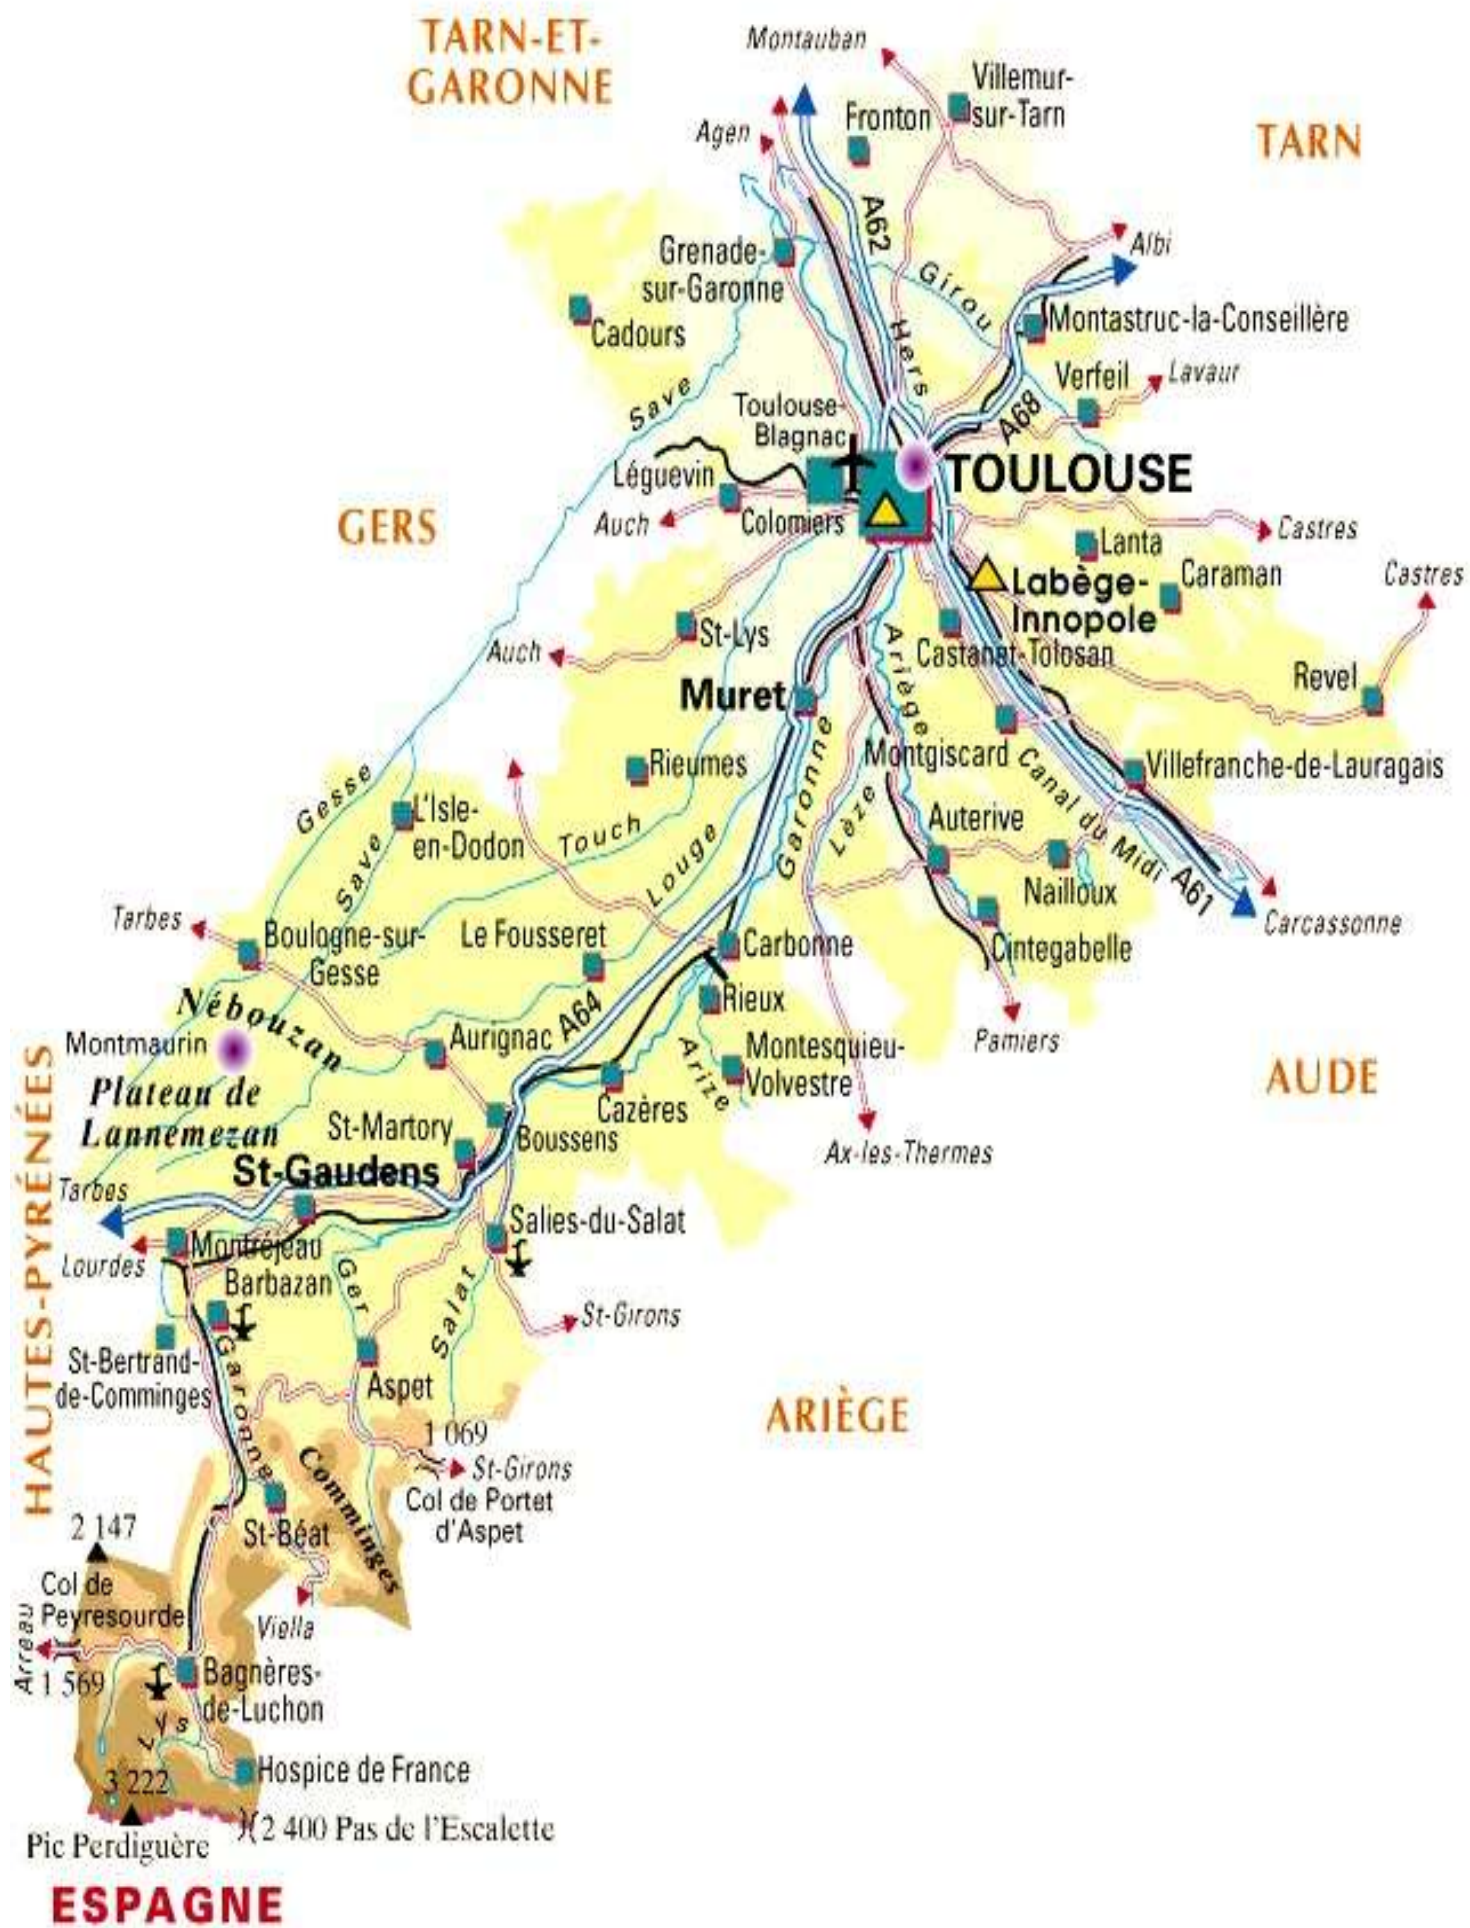 TARN-ET-
GARONNE
Montauban
Villemur-
sur-Tarn
Fronton
Agen
TARN
A62
Albi
Grenade-
sur-Garonne
Girou
Cadours
Hers
Montastruc-la-Conseillère
Verfeil
Lavaur
Save
Toulouse-
Blagnac
A68
Léguevin
TOULOUSE
GERS
Auch
Colomiers
Castres
Lanta
Labège-
Innopole
Caraman
Castres
St-Lys
Auch
Ariège
Castanet-Tolosan
Muret
Revel
Rieumes
Garonne
Montgiscard
Villefranche-de-Lauragais
Gesse
L'Isle-
en-Dodon
Touch
Lèze
Canal du Midi
Auterive
Save
Louge
Nailloux
A61
Tarbes
Boulogne-sur-
Gesse
Le Fousseret
Carbonne
Cintegabelle
Carcassonne
Nébouzan
Rieux
Montmaurin
Aurignac
A64
Arize
Montesquieu-
Volvestre
Pamiers
AUDE
Plateau de
Lannemezan
Cazères
St-Martory
Boussens
Ax-les-Thermes
HAUTES-PYRÉNÉES
St-Gaudens
Tarbes
Salies-du-Salat
Montréjeau
Lourdes
Barbazan
Ger
Salat
St-Girons
St-Bertrand-
de-Comminges
Garonne
Aspet
ARIÈGE
1 069
St-Girons
Col de Portet
d'Aspet
Comminges
2 147
St-Béat
Col de
Peyresourde
Viella
Arreau
1 569
Bagnères-
de-Luchon
Lys
Hospice de France
3 222
2 400 Pas de l'Escalette
Pic Perdiguère
ESPAGNE